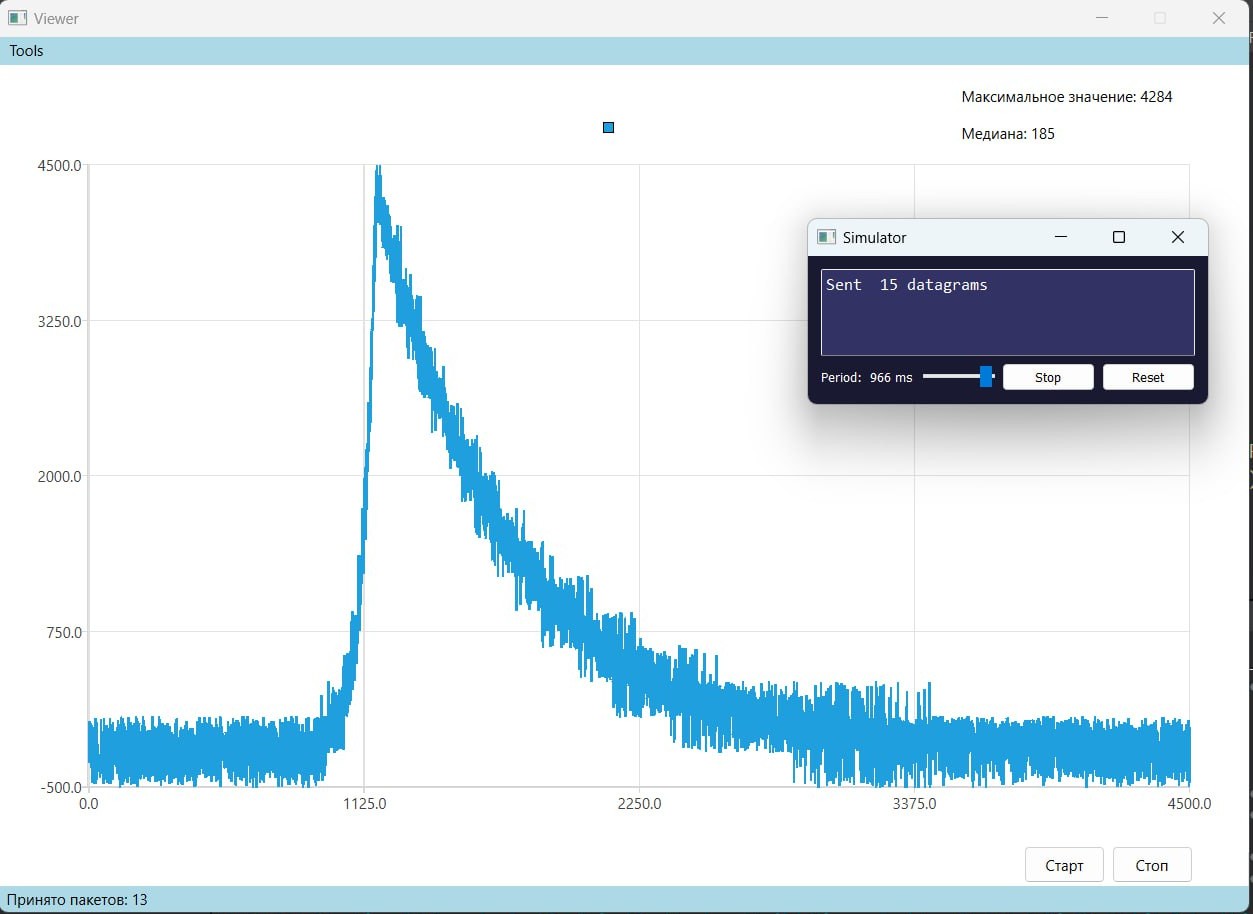 Viewer
Tools
Максимальное значение: 4284
Медиана: 185
4500.0
3250.0
2000.0
750.0
-500.0
0.0 1125.0 2250.0 3375.0 4500.0
Simulator
Sent 15 datagrams
Period: 966 ms Stop Reset
Старт Стоп
Принято пакетов: 13